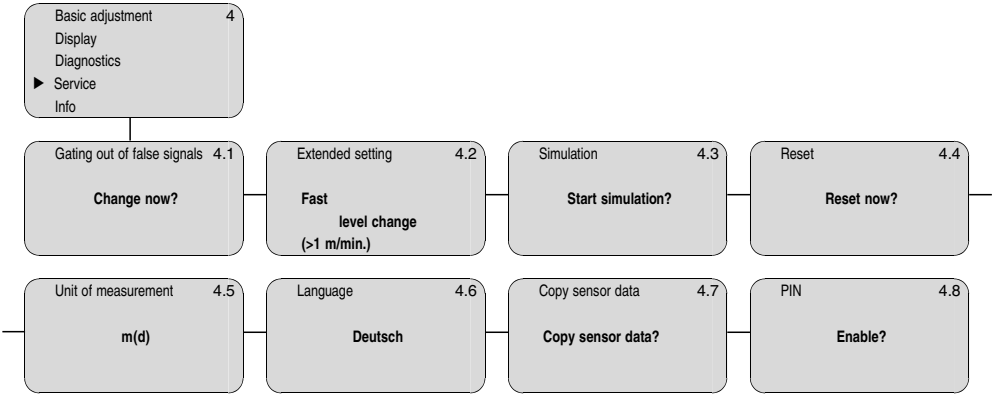 Basic adjustment 4
Display
Diagnostics
▶ Service
Info
Gating out of false signals 4.1
Change now?
Extended setting 4.2
Fast
level change
(>1 m/min.)
Simulation 4.3
Start simulation?
Reset 4.4
Reset now?
Unit of measurement 4.5
m(d)
Language 4.6
Deutsch
Copy sensor data 4.7
Copy sensor data?
PIN 4.8
Enable?